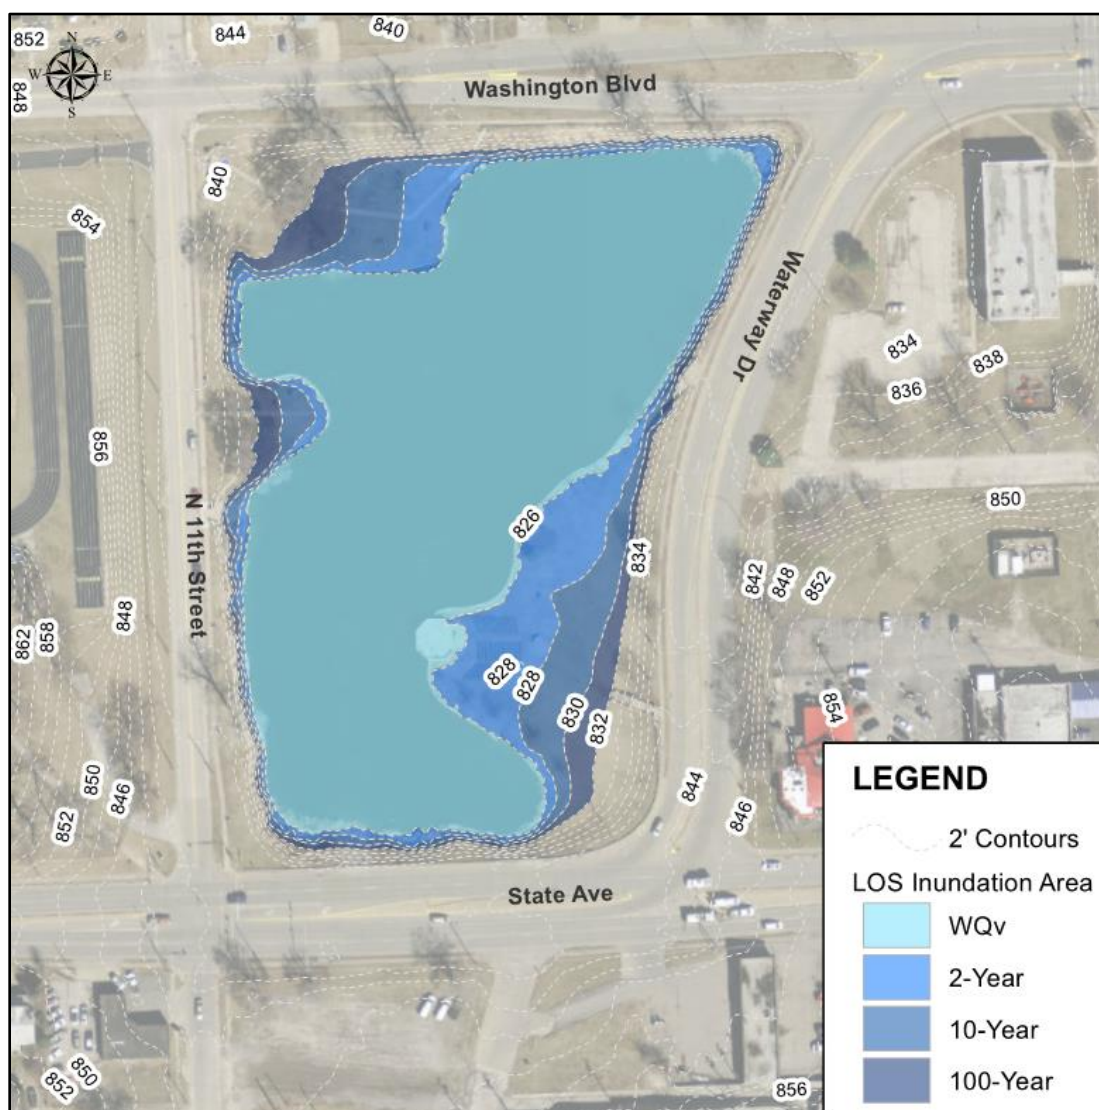 852
844
840
N
W E
S
848
Washington Blvd
840
854
Waterway Dr
834
838
836
856
850
826
N 11th Street
834
842
848
852
848
862
858
828
828
830
832
854
850
846
852
844
846
State Ave
850
852
856
LEGEND
2' Contours
LOS Inundation Area
WQv
2-Year
10-Year
100-Year